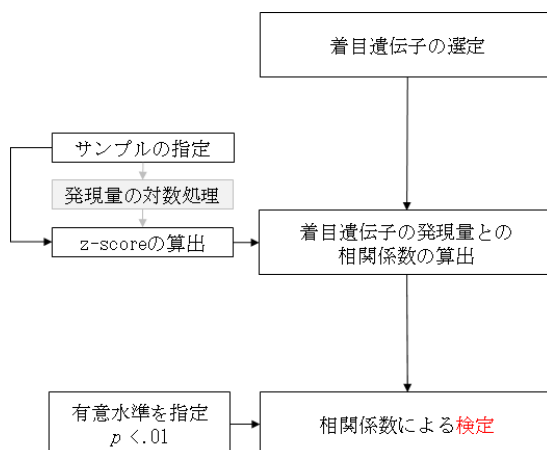 着目遺伝子の選定
サンプルの指定
発現量の対数処理
z-scoreの算出
着目遺伝子の発現量との
相関係数の算出
有意水準を指定
p <.01
相関係数による検定